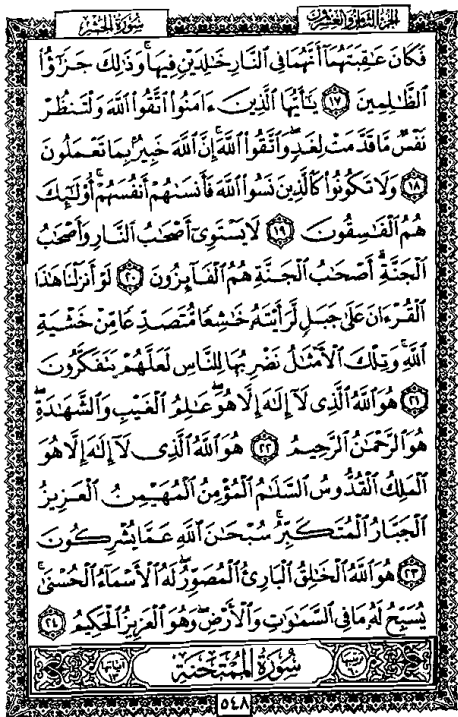 سُورَةُ الحَشْر الجزء الثامن والعشرون
فَكَانَ عَٰقِبَتَهُمَآ أَنَّهُمَا فِى ٱلنَّارِ خَٰلِدَيْنِ فِيهَا ۚ وَذَٰلِكَ جَزَٰٓؤُا۟
ٱلظَّٰلِمِينَ ١٧ يَٰٓأَيُّهَا ٱلَّذِينَ ءَامَنُوا۟ ٱتَّقُوا۟ ٱللَّهَ وَلْتَنظُرْ
نَفْسٌ مَّا قَدَّمَتْ لِغَدٍ ۖ وَٱتَّقُوا۟ ٱللَّهَ ۚ إِنَّ ٱللَّهَ خَبِيرٌۢ بِمَا تَعْمَلُونَ
١٨ وَلَا تَكُونُوا۟ كَٱلَّذِينَ نَسُوا۟ ٱللَّهَ فَأَنسَىٰهُمْ أَنفُسَهُمْ ۚ أُو۟لَٰٓئِكَ
هُمُ ٱلْفَٰسِقُونَ ١٩ لَا يَسْتَوِىٓ أَصْحَٰبُ ٱلنَّارِ وَأَصْحَٰبُ
ٱلْجَنَّةِ ۚ أَصْحَٰبُ ٱلْجَنَّةِ هُمُ ٱلْفَآئِزُونَ ٢٠ لَوْ أَنزَلْنَا هَٰذَا
ٱلْقُرْءَانَ عَلَىٰ جَبَلٍ لَّرَأَيْتَهُۥ خَٰشِعًا مُّتَصَدِّعًا مِّنْ خَشْيَةِ
ٱللَّهِ ۚ وَتِلْكَ ٱلْأَمْثَٰلُ نَضْرِبُهَا لِلنَّاسِ لَعَلَّهُمْ يَتَفَكَّرُونَ
٢١ هُوَ ٱللَّهُ ٱلَّذِى لَآ إِلَٰهَ إِلَّا هُوَ ۖ عَٰلِمُ ٱلْغَيْبِ وَٱلشَّهَٰدَةِ ۖ
هُوَ ٱلرَّحْمَٰنُ ٱلرَّحِيمُ ٢٢ هُوَ ٱللَّهُ ٱلَّذِى لَآ إِلَٰهَ إِلَّا هُوَ
ٱلْمَلِكُ ٱلْقُدُّوسُ ٱلسَّلَٰمُ ٱلْمُؤْمِنُ ٱلْمُهَيْمِنُ ٱلْعَزِيزُ
ٱلْجَبَّارُ ٱلْمُتَكَبِّرُ ۚ سُبْحَٰنَ ٱللَّهِ عَمَّا يُشْرِكُونَ
٢٣ هُوَ ٱللَّهُ ٱلْخَٰلِقُ ٱلْبَارِئُ ٱلْمُصَوِّرُ ۖ لَهُ ٱلْأَسْمَآءُ ٱلْحُسْنَىٰ ۚ
يُسَبِّحُ لَهُۥ مَا فِى ٱلسَّمَٰوَٰتِ وَٱلْأَرْضِ ۖ وَهُوَ ٱلْعَزِيزُ ٱلْحَكِيمُ ٢٤
سُورَةُ المُمْتَحنَة آياتها ١٣
٥٤٨